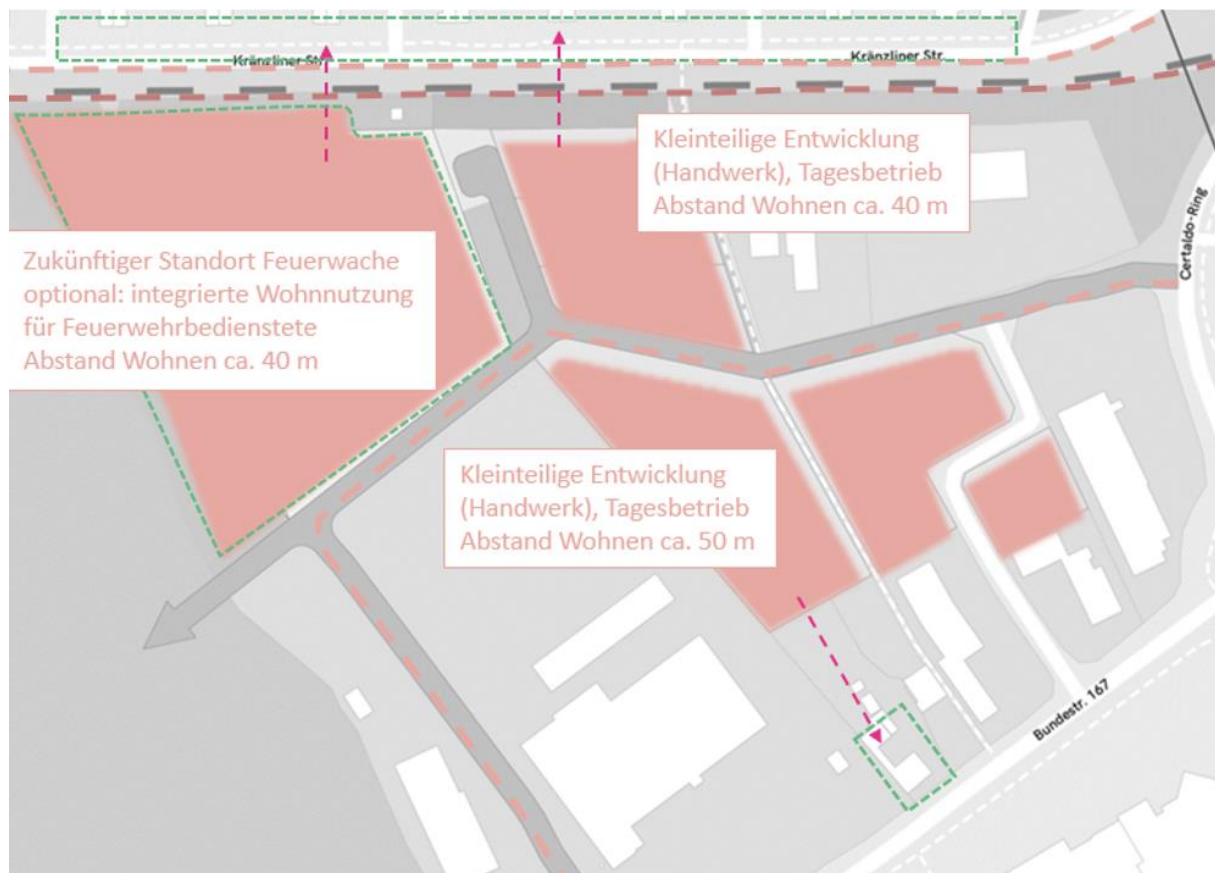 Kränzliner Str.
Kränzliner Str.
Kleinteilige Entwicklung
(Handwerk), Tagesbetrieb
Abstand Wohnen ca. 40 m
Certaldo-Ring
Zukünftiger Standort Feuerwache
optional: integrierte Wohnnutzung
für Feuerwehrbedienstete
Abstand Wohnen ca. 40 m
Kleinteilige Entwicklung
(Handwerk), Tagesbetrieb
Abstand Wohnen ca. 50 m
Bundestr. 167